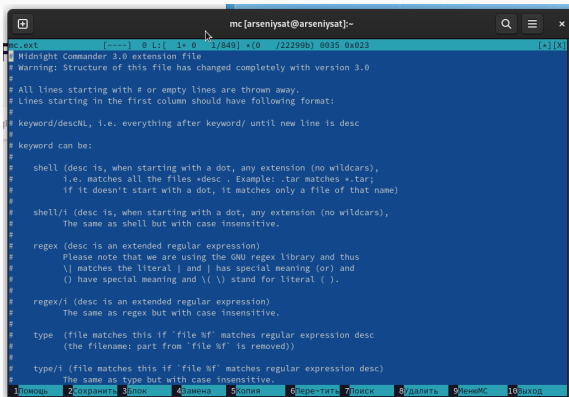 mc [arseniysat@arseniysat]:~
mc.ext [----] 0 L:[ 1+ 0 1/849] *(0 /22299b) 0035 0x023 [*][X]
# Midnight Commander 3.0 extension file
# Warning: Structure of this file has changed completely with version 3.0
#
# All lines starting with # or empty lines are thrown away.
# Lines starting in the first column should have following format:
#
# keyword/descNL, i.e. everything after keyword/ until new line is desc
#
# keyword can be:
#
# shell (desc is, when starting with a dot, any extension (no wildcars),
# i.e. matches all the files *desc . Example: .tar matches *.tar;
# if it doesn't start with a dot, it matches only a file of that name)
#
# shell/i (desc is, when starting with a dot, any extension (no wildcars),
# The same as shell but with case insensitive.
#
# regex (desc is an extended regular expression)
# Please note that we are using the GNU regex library and thus
# \| matches the literal | and | has special meaning (or) and
# () have special meaning and \( \) stand for literal ( ).
#
# regex/i (desc is an extended regular expression)
# The same as regex but with case insensitive.
#
# type (file matches this if `file %f` matches regular expression desc
# (the filename: part from `file %f` is removed))
#
# type/i (file matches this if `file %f` matches regular expression desc)
# The same as type but with case insensitive.
1Помощь 2Сохранить 3Блок 4Замена 5Копия 6Пере~тить 7Поиск 8Удалить 9МенюMC 10Выход